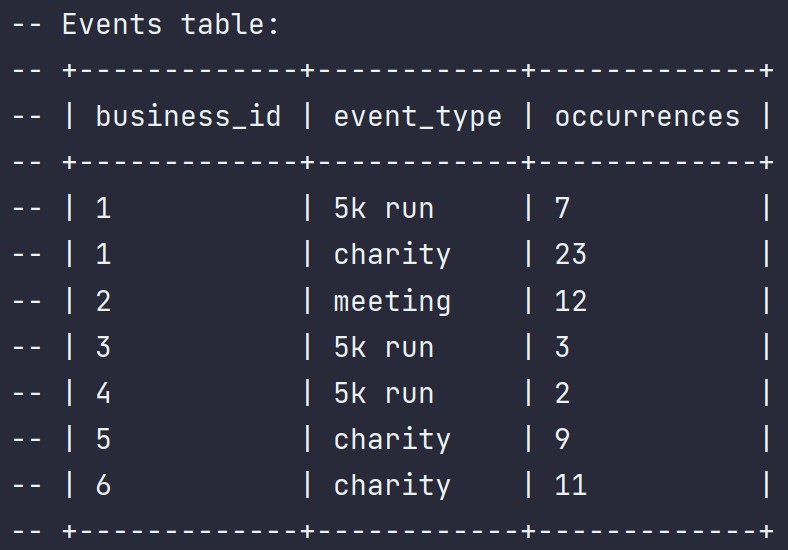 -- Events table:
-- +-------------+------------+-------------+
-- | business_id | event_type | occurrences |
-- +-------------+------------+-------------+
-- | 1           | 5k run     | 7           |
-- | 1           | charity    | 23          |
-- | 2           | meeting    | 12          |
-- | 3           | 5k run     | 3           |
-- | 4           | 5k run     | 2           |
-- | 5           | charity    | 9           |
-- | 6           | charity    | 11          |
-- +-------------+------------+-------------+